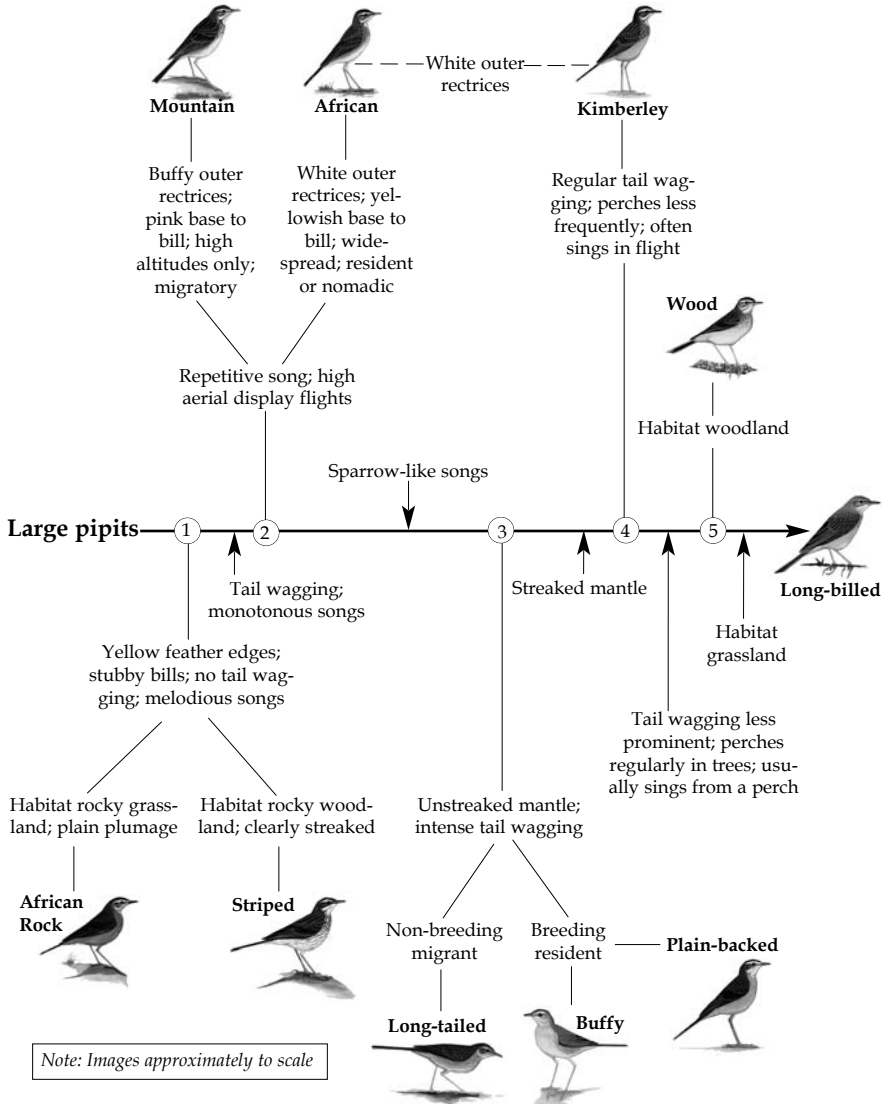 Mountain
African
White outer
rectrices
Kimberley
Buffy outer
rectrices;
pink base to
bill; high
altitudes only;
migratory
White outer
rectrices; yel-
lowish base to
bill; wide-
spread; resident
or nomadic
Regular tail wag-
ging; perches less
frequently; often
sings in flight
Wood
Repetitive song; high
aerial display flights
Habitat woodland
Sparrow-like songs
Large pipits
1
2
3
4
5
Long-billed
Tail wagging;
monotonous songs
Streaked mantle
Habitat
grassland
Yellow feather edges;
stubby bills; no tail wag-
ging; melodious songs
Tail wagging less
prominent; perches
regularly in trees; usu-
ally sings from a perch
Habitat rocky grass-
land; plain plumage
Habitat rocky wood-
land; clearly streaked
Unstreaked mantle;
intense tail wagging
African
Rock
Striped
Non-breeding
migrant
Breeding
resident
Plain-backed
Long-tailed
Buffy
Note: Images approximately to scale